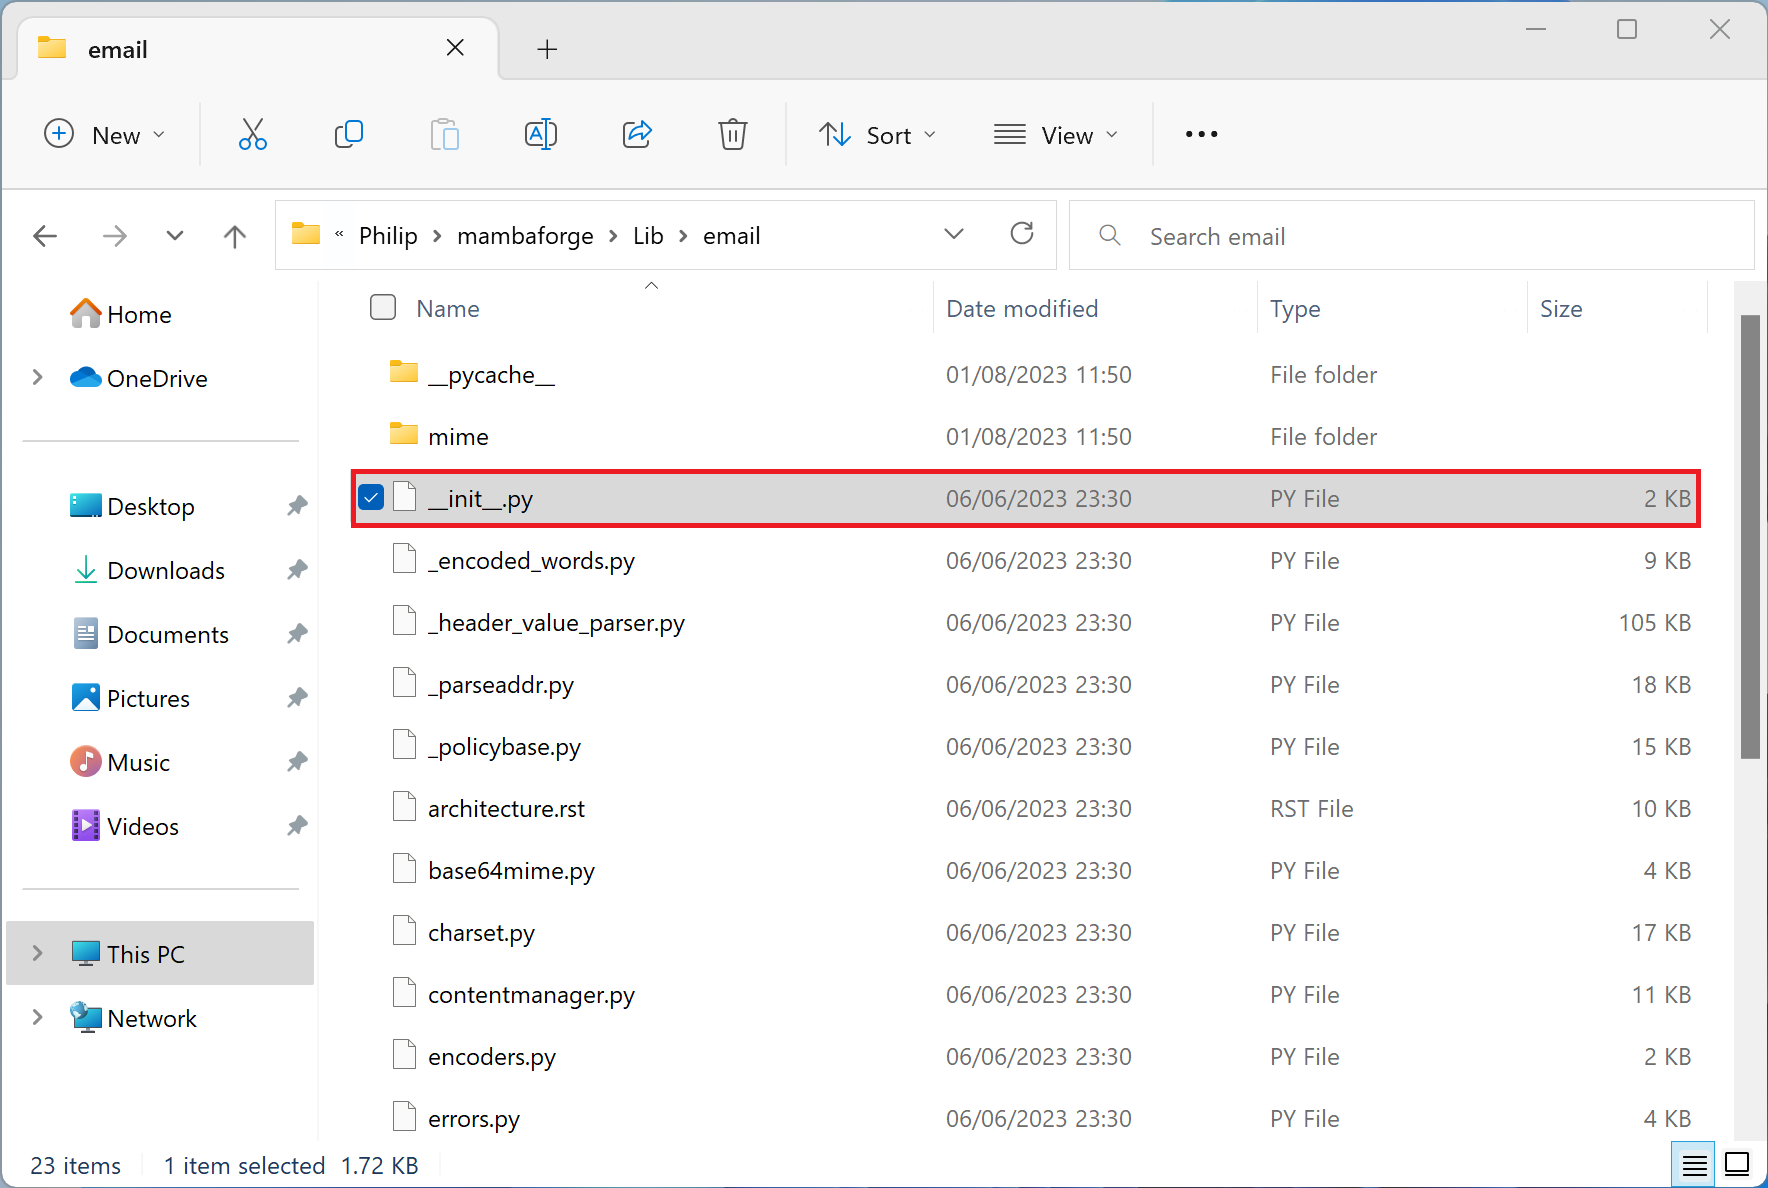 email
New
Sort
View
« Philip > mambaforge > Lib > email
Search email
Home
OneDrive
Desktop
Downloads
Documents
Pictures
Music
Videos
This PC
Network
Name Date modified Type Size
__pycache__ 01/08/2023 11:50 File folder
mime 01/08/2023 11:50 File folder
__init__.py 06/06/2023 23:30 PY File 2 KB
_encoded_words.py 06/06/2023 23:30 PY File 9 KB
_header_value_parser.py 06/06/2023 23:30 PY File 105 KB
_parseaddr.py 06/06/2023 23:30 PY File 18 KB
_policybase.py 06/06/2023 23:30 PY File 15 KB
architecture.rst 06/06/2023 23:30 RST File 10 KB
base64mime.py 06/06/2023 23:30 PY File 4 KB
charset.py 06/06/2023 23:30 PY File 17 KB
contentmanager.py 06/06/2023 23:30 PY File 11 KB
encoders.py 06/06/2023 23:30 PY File 2 KB
errors.py 06/06/2023 23:30 PY File 4 KB
23 items 1 item selected 1.72 KB